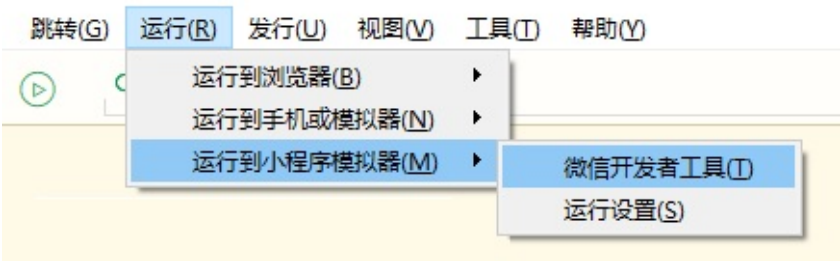 跳转(G) 运行(R) 发行(U) 视图(V) 工具(T) 帮助(Y)
运行到浏览器(B)
运行到手机或模拟器(N)
运行到小程序模拟器(M)
微信开发者工具(T)
运行设置(S)